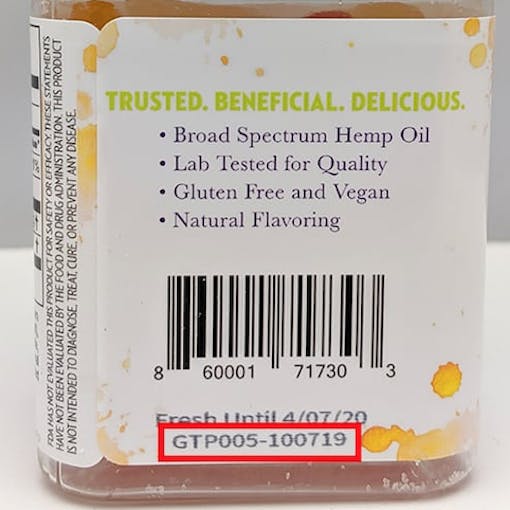 TRUSTED. BENEFICIAL. DELICIOUS.
• Broad Spectrum Hemp Oil
• Lab Tested for Quality
• Gluten Free and Vegan
• Natural Flavoring
8 60001 71730 3
Fresh Until 4/07/20
GTP005-100719
FDA HAS NOT EVALUATED THIS PRODUCT FOR SAFETY OR EFFICACY. THESE STATEMENTS
HAVE NOT BEEN EVALUATED BY THE FOOD AND DRUG ADMINISTRATION. THIS PRODUCT
IS NOT INTENDED TO DIAGNOSE, TREAT, CURE, OR PREVENT ANY DISEASE.